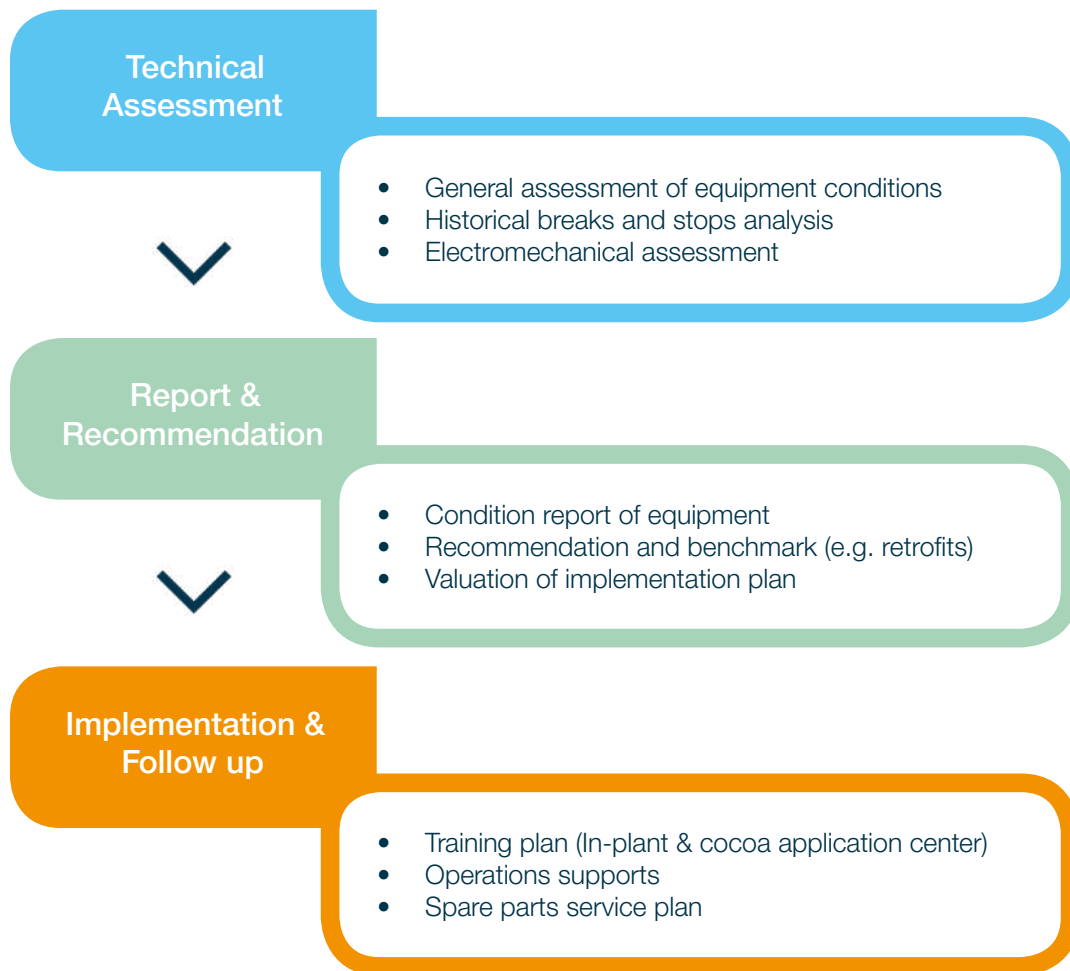 Technical
Assessment
• General assessment of equipment conditions
• Historical breaks and stops analysis
• Electromechanical assessment
Report &
Recommendation
• Condition report of equipment
• Recommendation and benchmark (e.g. retrofits)
• Valuation of implementation plan
Implementation &
Follow up
• Training plan (In-plant & cocoa application center)
• Operations supports
• Spare parts service plan